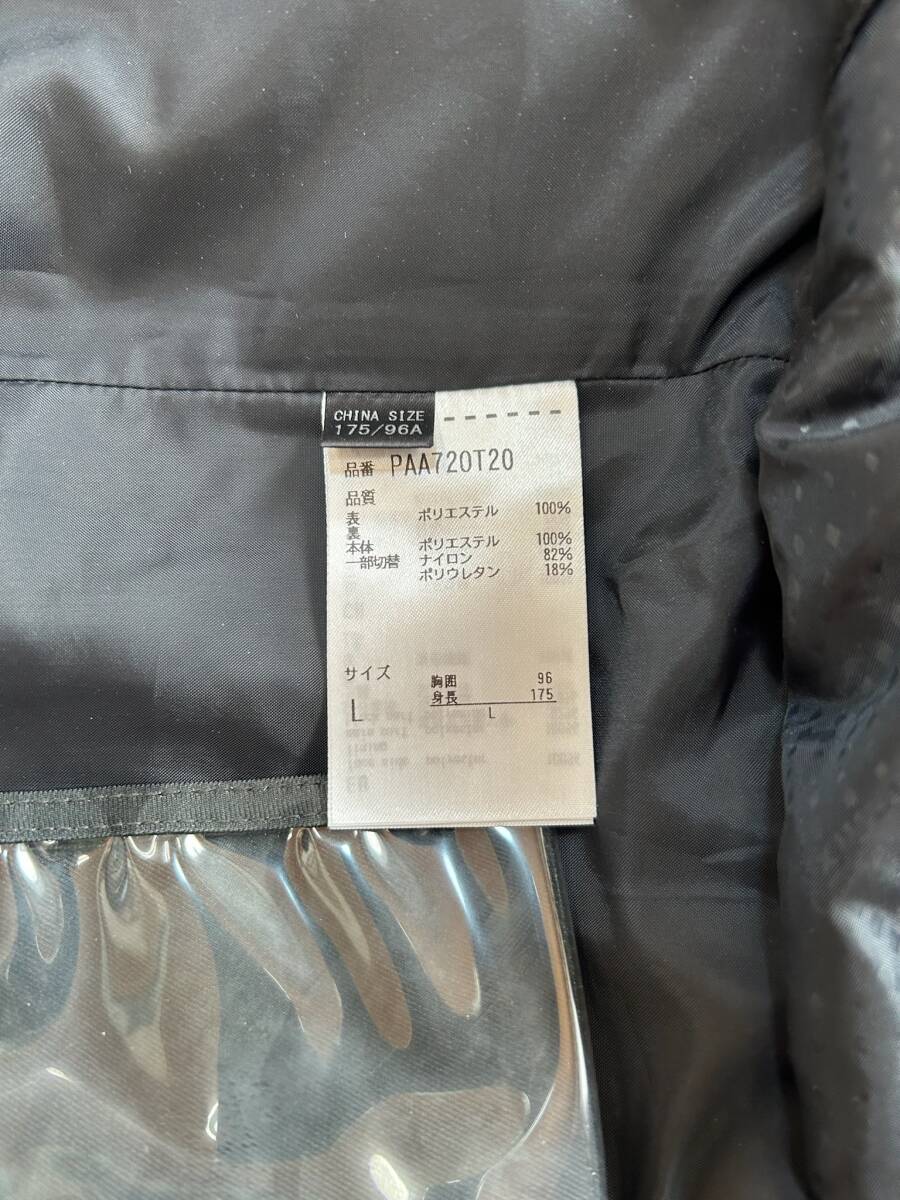 CHINA SIZE
175/96A
品番 PAA720T20
品質
表 ポリエステル 100%
裏
本体 ポリエステル 100%
一部切替 ナイロン 82%
ポリウレタン 18%
サイズ 胸囲 96
身長 175
L L